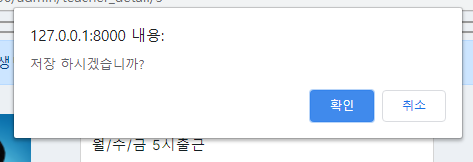 127.0.0.1:8000 내용:
저장 하시겠습니까?
확인 취소
생
월/수/금 5시출근